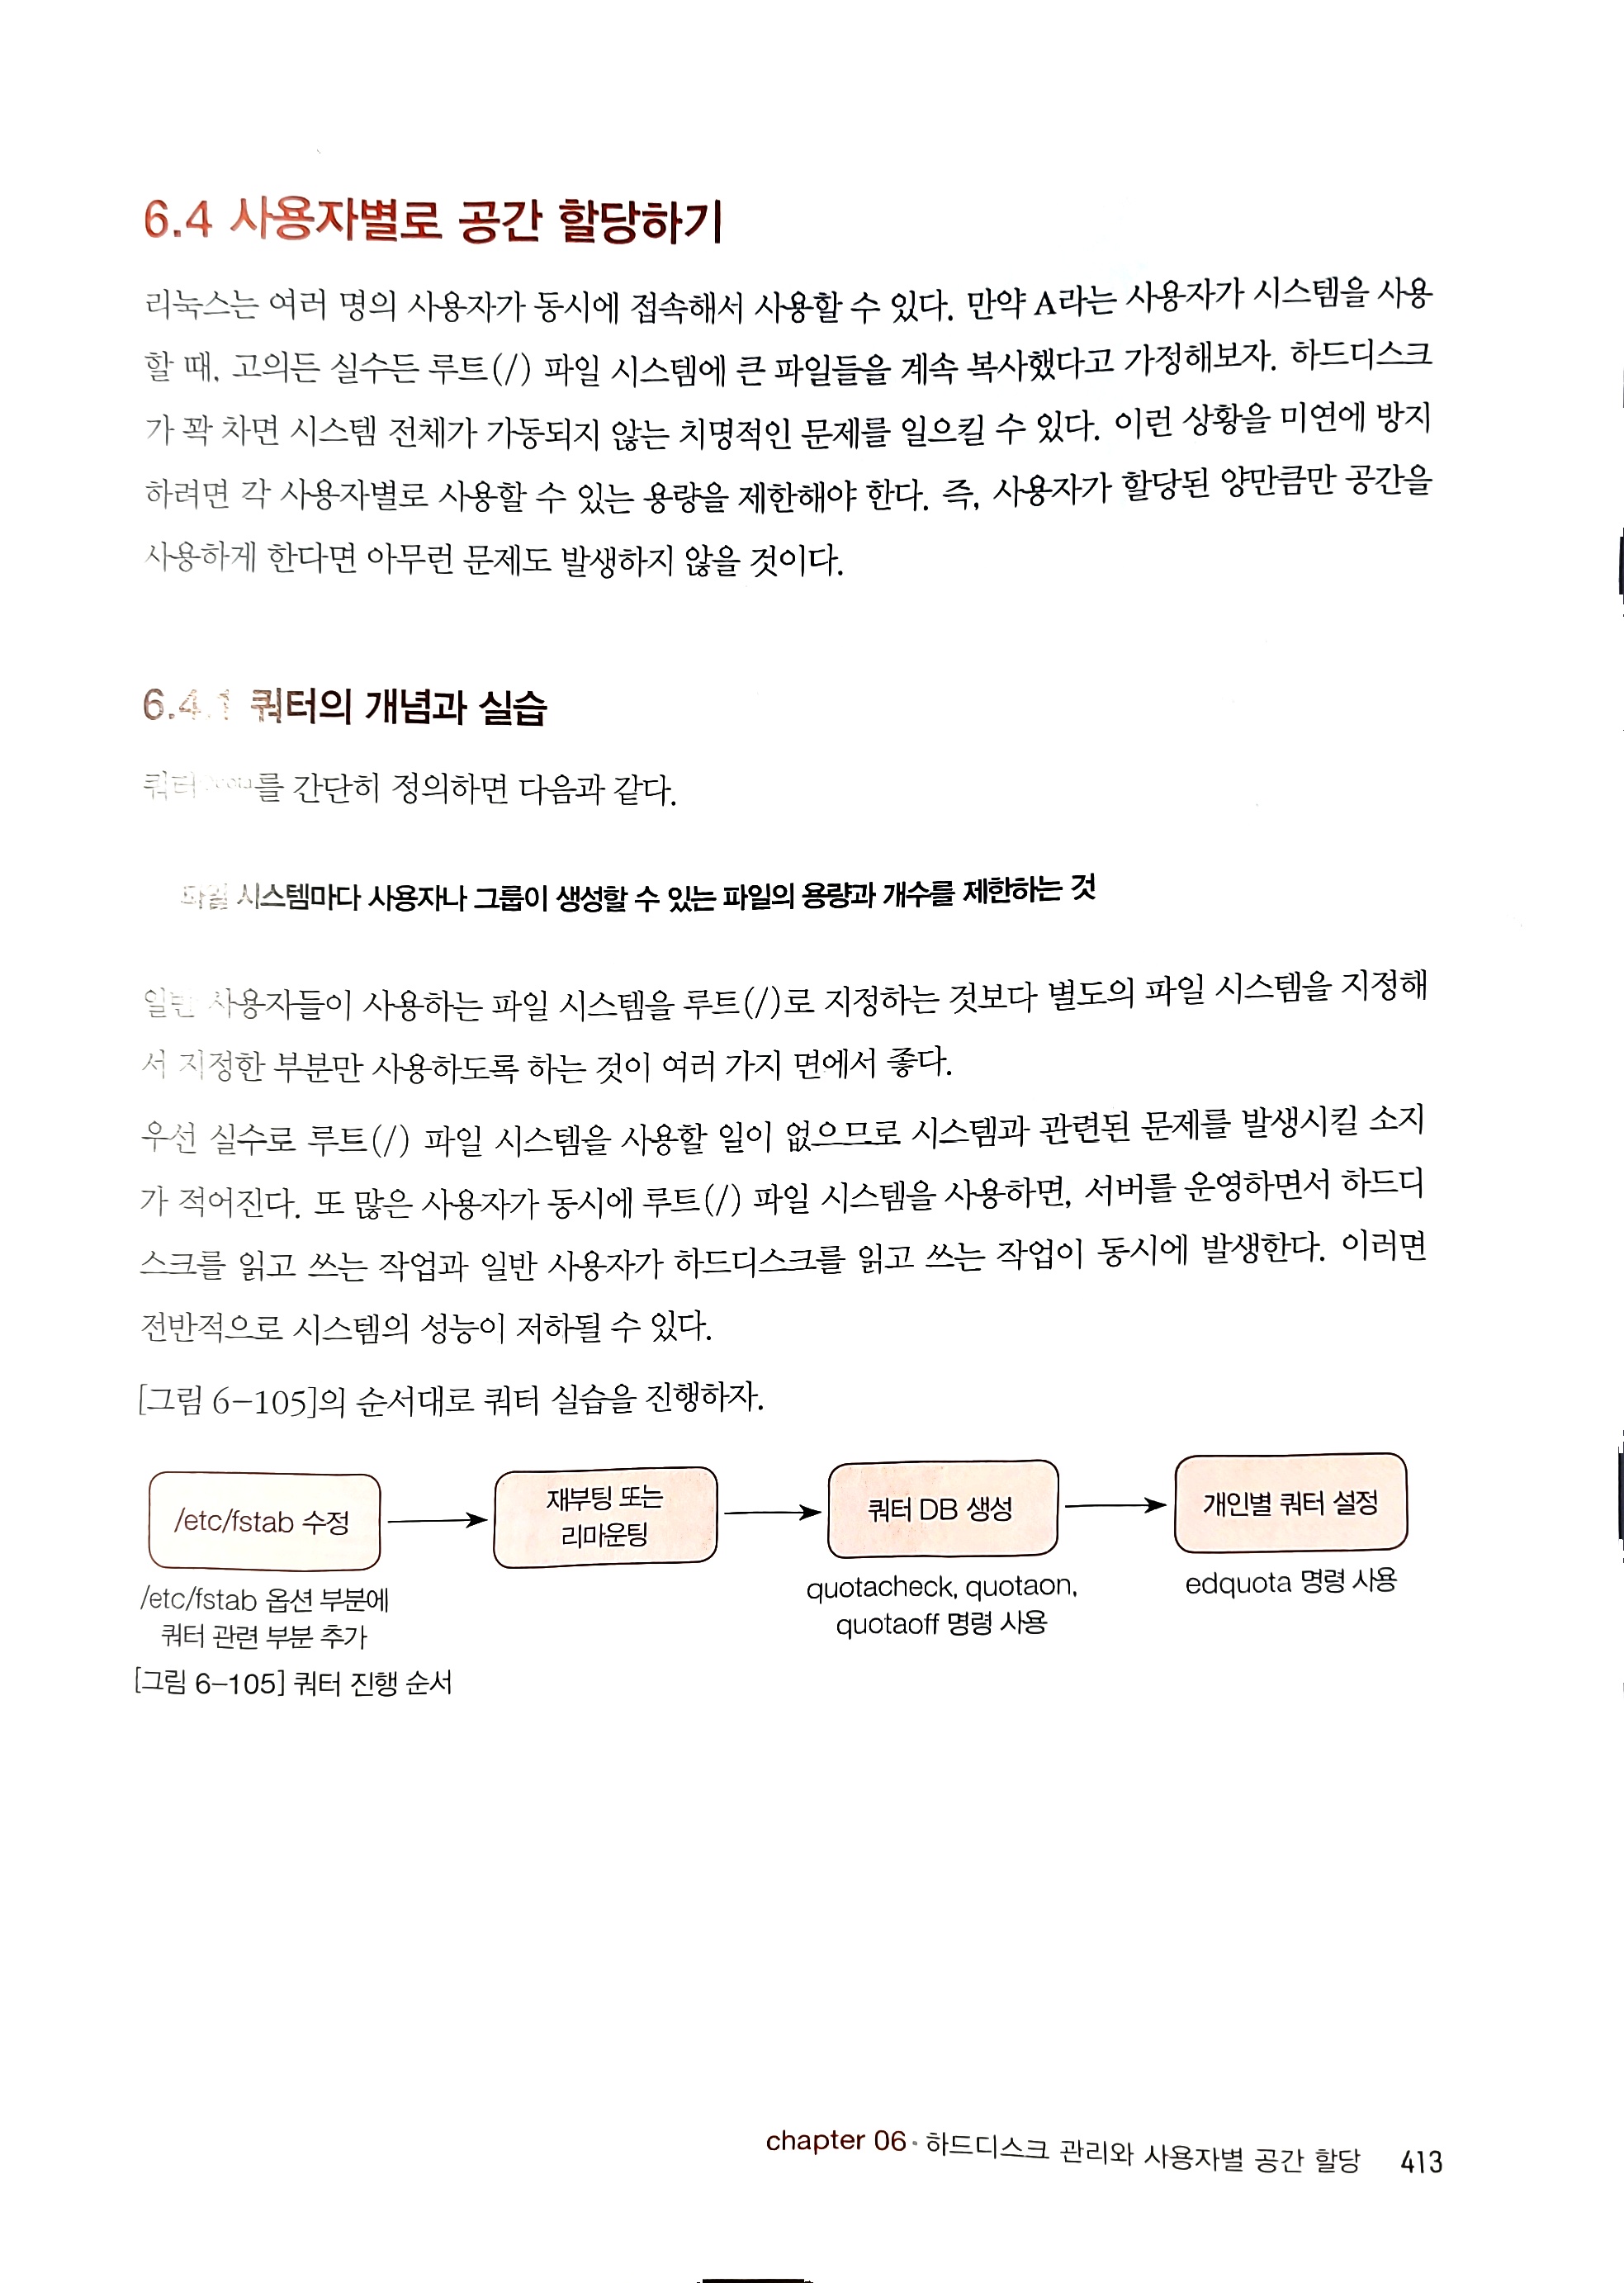 6.4 사용자별로 공간 할당하기
리눅스는 여러 명의 사용자가 동시에 접속해서 사용할 수 있다. 만약 A라는 사용자가 시스템을 사용
할 때, 고의든 실수든 루트(/) 파일 시스템에 큰 파일들을 계속 복사했다고 가정해보자. 하드디스크
가 꽉 차면 시스템 전체가 가동되지 않는 치명적인 문제를 일으킬 수 있다. 이런 상황을 미연에 방지
하려면 각 사용자별로 사용할 수 있는 용량을 제한해야 한다. 즉, 사용자가 할당된 양만큼만 공간을
사용하게 한다면 아무런 문제도 발생하지 않을 것이다.
6.4.1 쿼터의 개념과 실습
쿼터를 간단히 정의하면 다음과 같다.
파일 시스템마다 사용자나 그룹이 생성할 수 있는 파일의 용량과 개수를 제한하는 것
일반 사용자들이 사용하는 파일 시스템을 루트(/)로 지정하는 것보다 별도의 파일 시스템을 지정해
서 지정한 부분만 사용하도록 하는 것이 여러 가지 면에서 좋다.
우선 실수로 루트(/) 파일 시스템을 사용할 일이 없으므로 시스템과 관련된 문제를 발생시킬 소지
가 적어진다. 또 많은 사용자가 동시에 루트(/) 파일 시스템을 사용하면, 서버를 운영하면서 하드디
스크를 읽고 쓰는 작업과 일반 사용자가 하드디스크를 읽고 쓰는 작업이 동시에 발생한다. 이러면
전반적으로 시스템의 성능이 저하될 수 있다.
[그림 6-105]의 순서대로 쿼터 실습을 진행하자.
/etc/fstab 수정
/etc/fstab 옵션 부분에
쿼터 관련 부분 추가
재부팅 또는
리마운팅
쿼터 DB 생성
quotacheck, quotaon,
quotaoff 명령 사용
개인별 쿼터 설정
edquota 명령 사용
[그림 6-105] 쿼터 진행 순서
chapter 06 · 하드디스크 관리와 사용자별 공간 할당 413